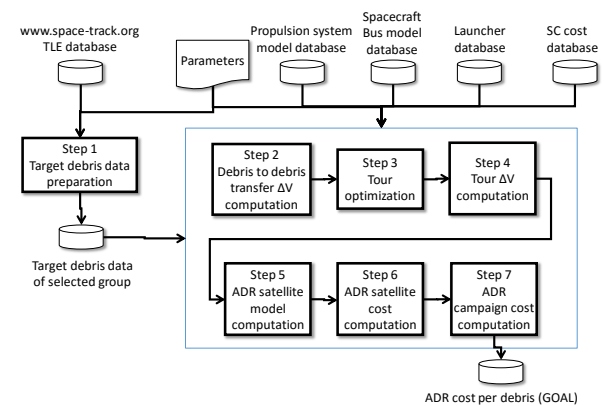 www.space-track.org
TLE database
Parameters
Propulsion system
model database
Spacecraft
Bus model
database
Launcher
database
SC cost
database
Step 1
Target debris data
preparation
Step 2
Debris to debris
transfer ΔV
computation
Step 3
Tour
optimization
Step 4
Tour ΔV
computation
Target debris data
of selected group
Step 5
ADR satellite
model
computation
Step 6
ADR satellite
cost
computation
Step 7
ADR
campaign cost
computation
ADR cost per debris (GOAL)